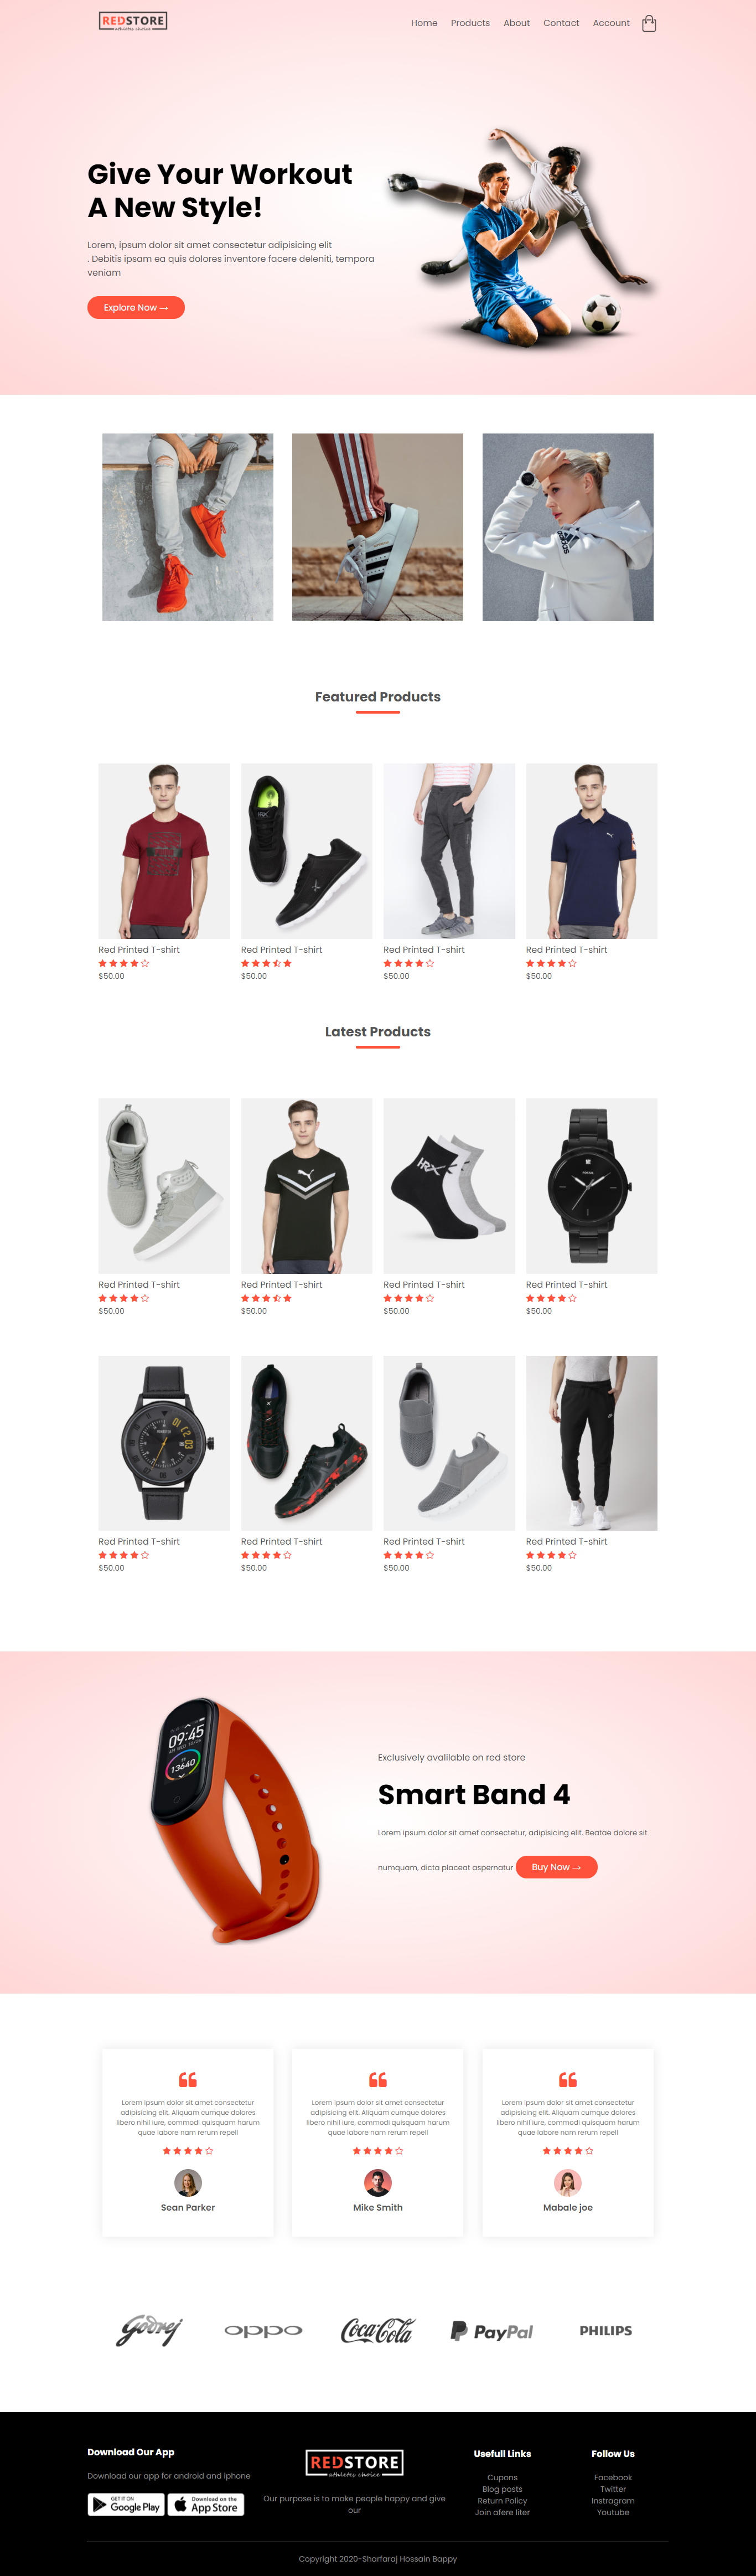 REDSTORE
athletes choice
Home Products About Contact Account
Give Your Workout
A New Style!
Lorem, ipsum dolor sit amet consectetur adipisicing elit
. Debitis ipsam ea quis dolores inventore facere deleniti, tempora
veniam
Explore Now →
adidas
Featured Products
Red Printed T-shirt
$50.00
Red Printed T-shirt
$50.00
Red Printed T-shirt
$50.00
Red Printed T-shirt
$50.00
Latest Products
HRX
Red Printed T-shirt
$50.00
Red Printed T-shirt
$50.00
Red Printed T-shirt
$50.00
Red Printed T-shirt
$50.00
01 02 03
Red Printed T-shirt
$50.00
Red Printed T-shirt
$50.00
Red Printed T-shirt
$50.00
Red Printed T-shirt
$50.00
09:45
13640
Exclusively avalilable on red store
Smart Band 4
Lorem ipsum dolor sit amet consectetur, adipisicing elit. Beatae dolore sit
numquam, dicta placeat aspernatur Buy Now →
Lorem ipsum dolor sit amet consectetur
adipisicing elit. Aliquam cumque dolores
libero nihil iure, commodi quisquam harum
quae labore nam rerum repell
Sean Parker
Lorem ipsum dolor sit amet consectetur
adipisicing elit. Aliquam cumque dolores
libero nihil iure, commodi quisquam harum
quae labore nam rerum repell
Mike Smith
Lorem ipsum dolor sit amet consectetur
adipisicing elit. Aliquam cumque dolores
libero nihil iure, commodi quisquam harum
quae labore nam rerum repell
Mabale joe
Godrej
oppo
Coca-Cola
PayPal
PHILIPS
Download Our App
Download our app for android and iphone
GET IT ON
Google Play
Download on the
App Store
REDSTORE
athletes choice
Our purpose is to make people happy and give
our
Usefull Links
Cupons
Blog posts
Return Policy
Join afere liter
Follow Us
Facebook
Twitter
Instragram
Youtube
Copyright 2020-Sharfaraj Hossain Bappy